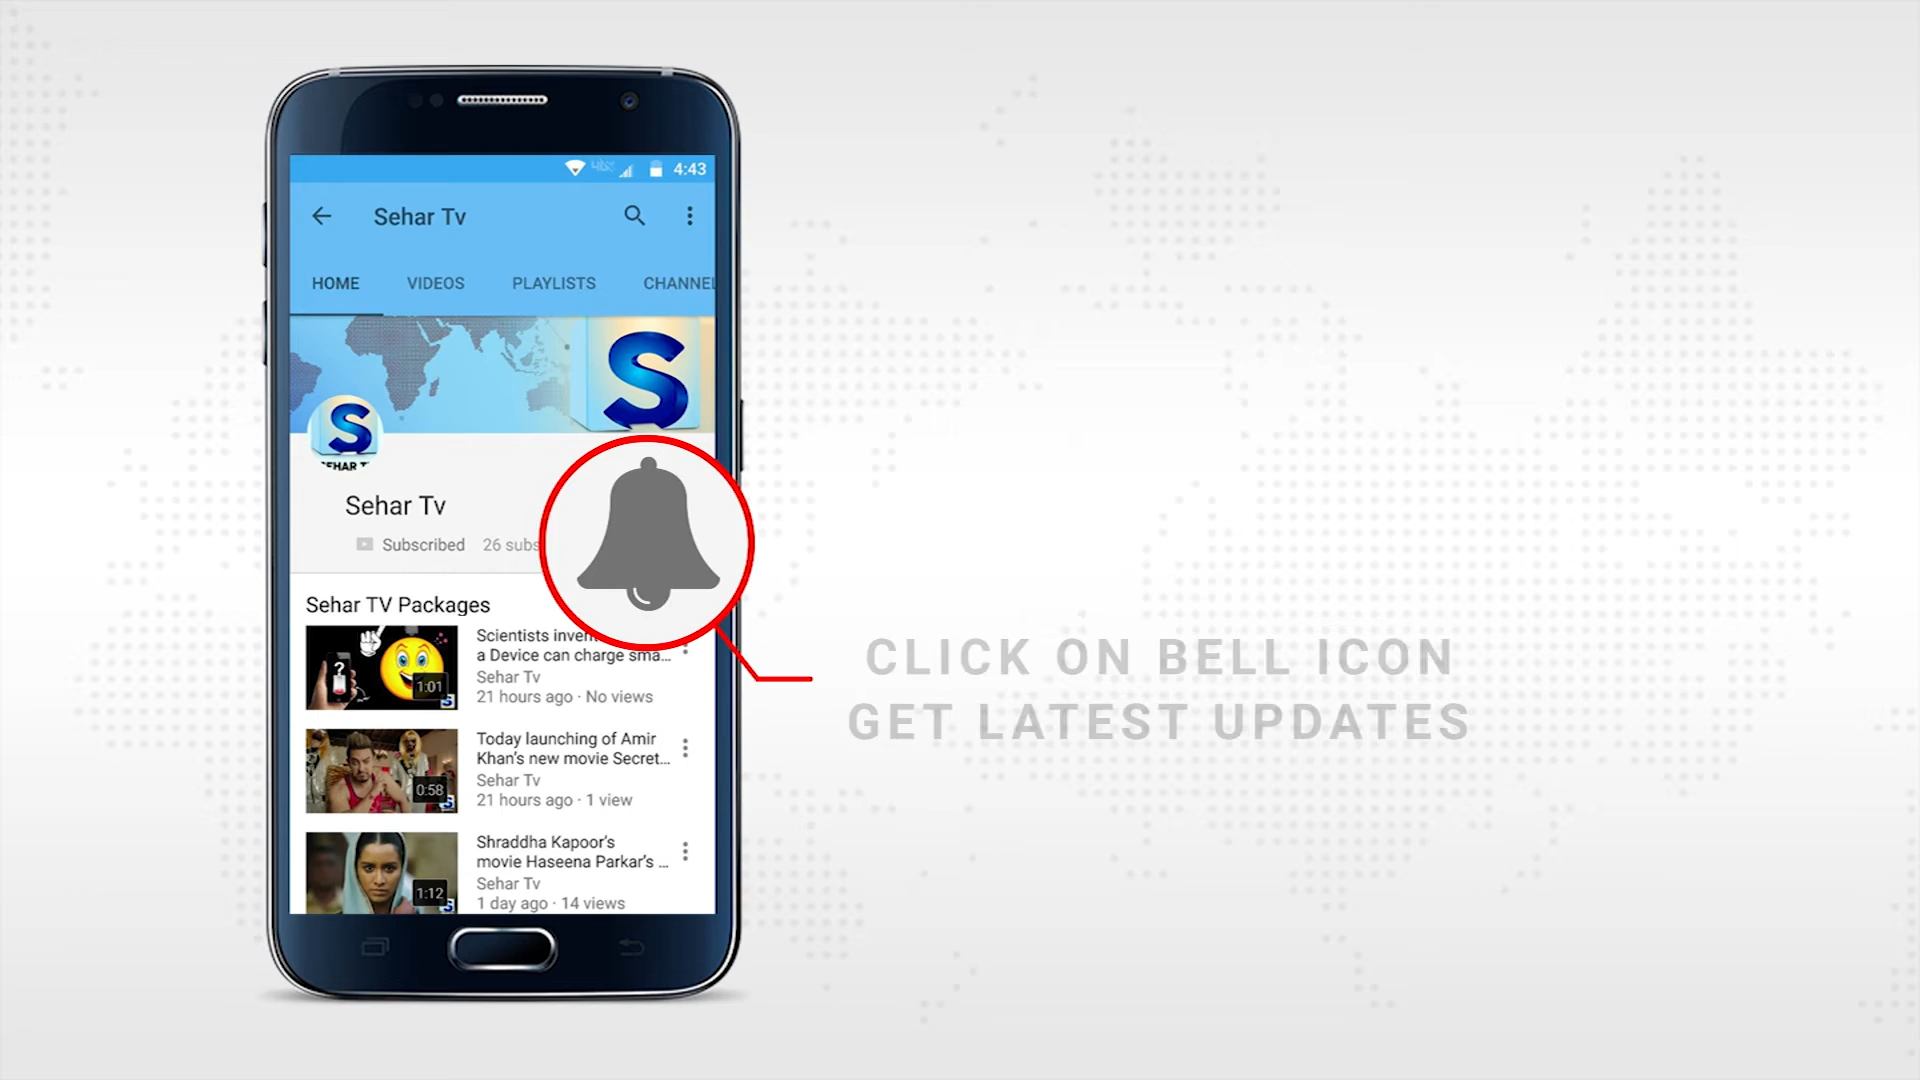 4:43
Sehar Tv
HOME VIDEOS PLAYLISTS CHANNEL
S
S
Sehar Tv
Subscribed 26 subs
Sehar TV Packages
Scientists inven
a Device can charge sma...
Sehar Tv
21 hours ago · No views
?
1:01
Today launching of Amir
Khan's new movie Secret...
Sehar Tv
21 hours ago · 1 view
0:58
Shraddha Kapoor's
movie Haseena Parkar's ...
Sehar Tv
1 day ago · 14 views
1:12
CLICK ON BELL ICON
GET LATEST UPDATES